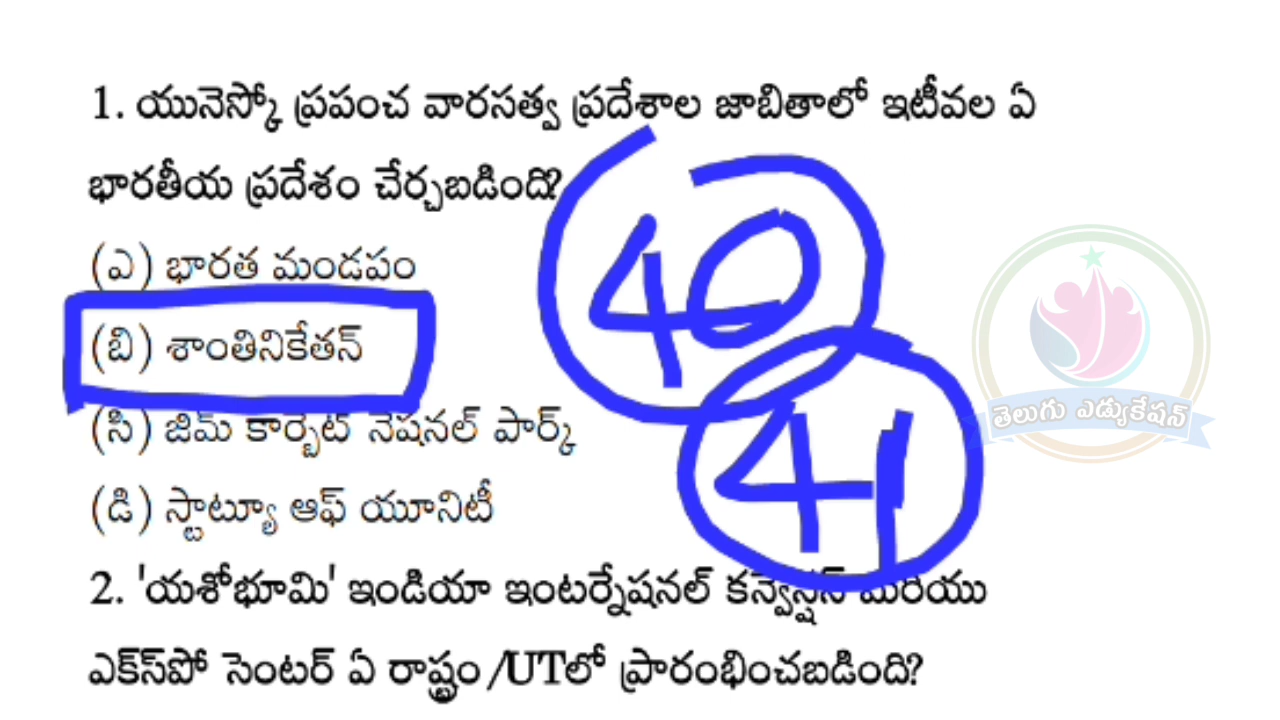 1. యునెస్కో ప్రపంచ వారసత్వ ప్రదేశాల జాబితాలో ఇటీవల ఏ
భారతీయ ప్రదేశం చేర్చబడింది?
(ఎ) భారత మండపం
(బి) శాంతినికేతన్
(సి) జిమ్ కార్బెట్ నేషనల్ పార్క్
(డి) స్టాట్యూ ఆఫ్ యూనిటీ
40
41
తెలుగు ఎడ్యుకేషన్
2. 'యశోభూమి' ఇండియా ఇంటర్నేషనల్ కన్వెన్షన్ మరియు
ఎక్స్‌పో సెంటర్ ఏ రాష్ట్రం/UTలో ప్రారంభించబడింది?